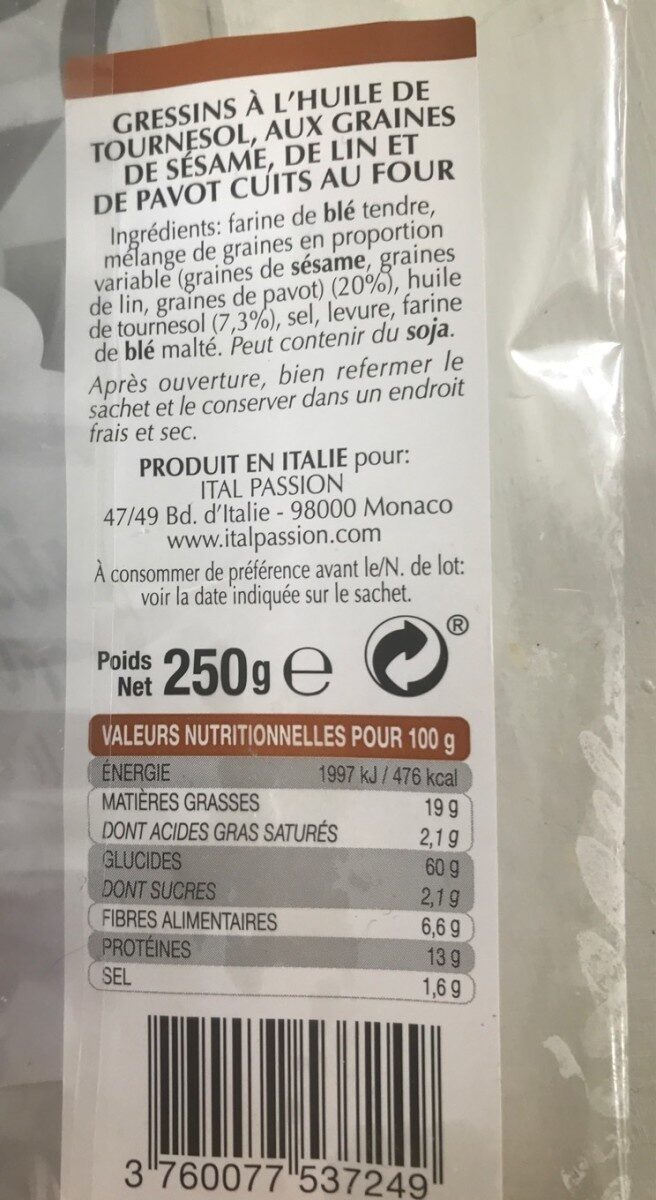 GRESSINS À L'HUILE DE
TOURNESOL, AUX GRAINES
DE SÉSAME, DE LIN ET
DE PAVOT CUITS AU FOUR
Ingrédients: farine de blé tendre,
mélange de graines en proportion
variable (graines de sésame, graines
de lin, graines de pavot) (20%), huile
de tournesol (7,3%), sel, levure, farine
de blé malté. Peut contenir du soja.
Après ouverture, bien refermer le
sachet et le conserver dans un endroit
frais et sec.
PRODUIT EN ITALIE pour:
ITAL PASSION
47/49 Bd. d'Italie - 98000 Monaco
www.italpassion.com
À consommer de préférence avant le/N. de lot:
voir la date indiquée sur le sachet.
Poids Net 250g e ®
VALEURS NUTRITIONNELLES POUR 100 g
ÉNERGIE 1997 kJ / 476 kcal
MATIÈRES GRASSES 19 g
DONT ACIDES GRAS SATURÉS 2,1 g
GLUCIDES 60 g
DONT SUCRES 2,1 g
FIBRES ALIMENTAIRES 6,6 g
PROTÉINES 13 g
SEL 1,6 g
3 760077 537249